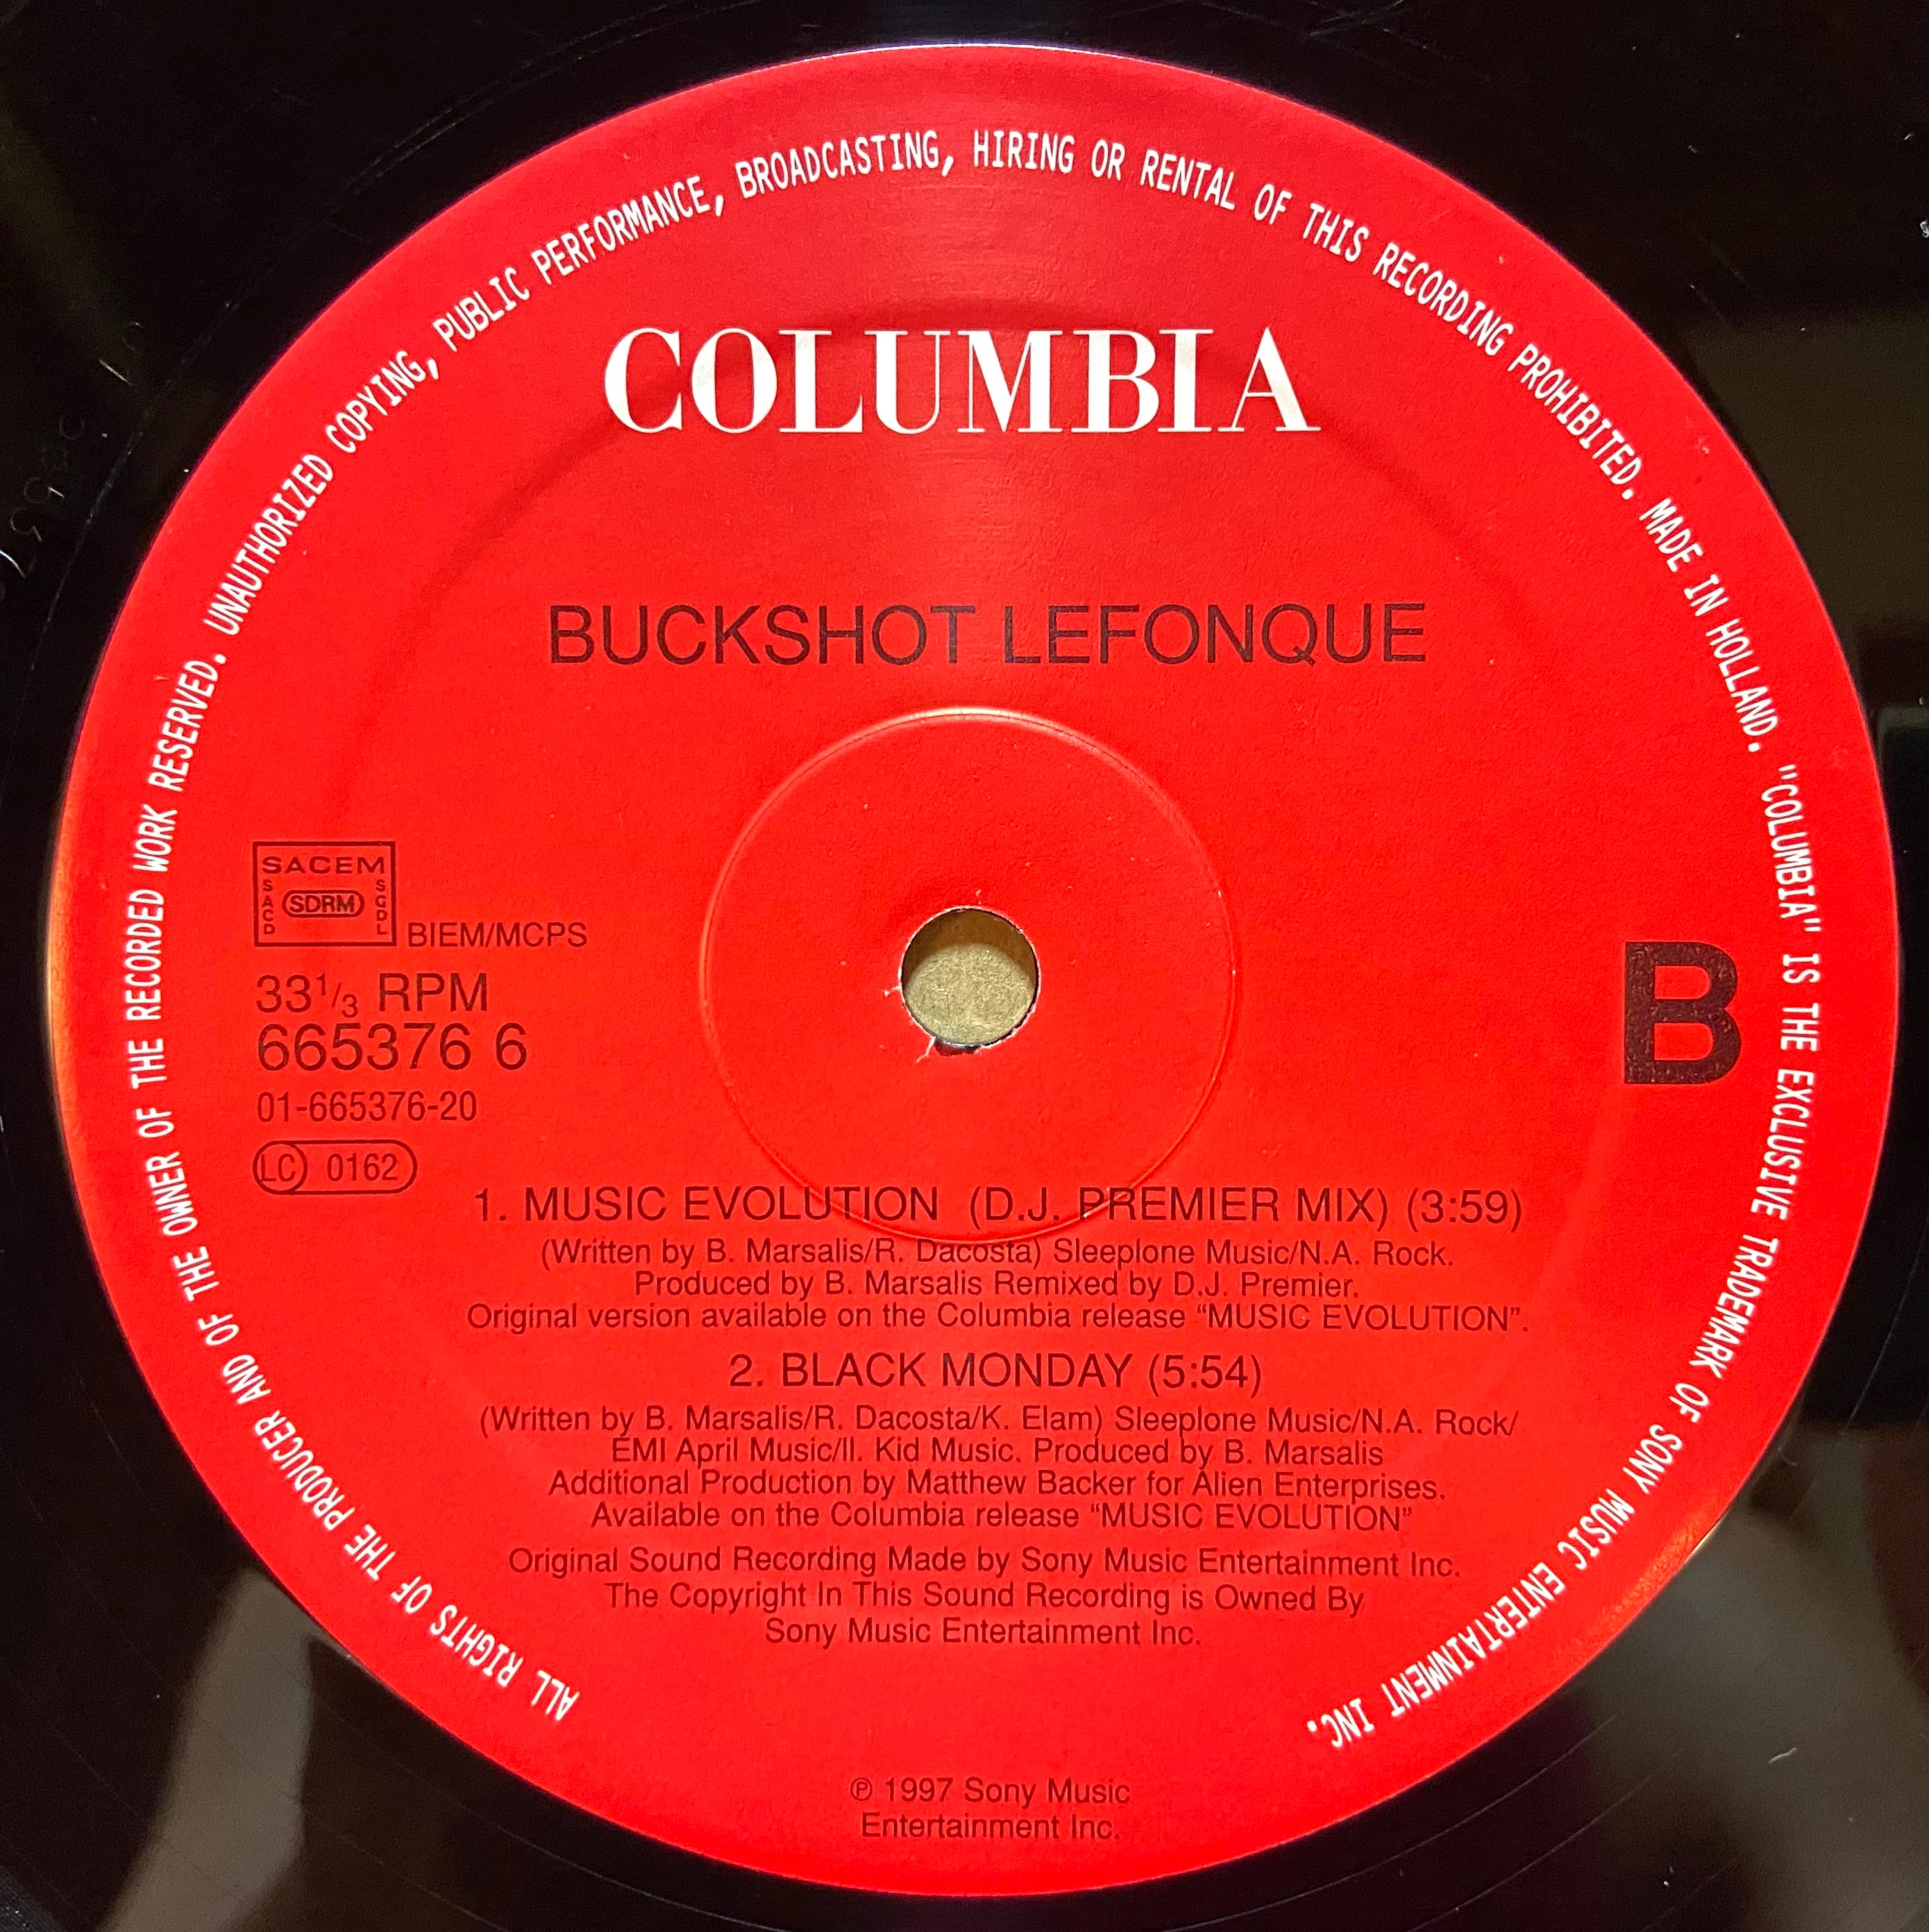 ALL RIGHTS OF THE PRODUCER AND OF THE OWNER OF THE RECORDED WORK RESERVED. UNAUTHORIZED COPYING, PUBLIC PERFORMANCE, BROADCASTING, HIRING OR RENTAL OF THIS RECORDING PROHIBITED. MADE IN HOLLAND. "COLUMBIA" IS THE EXCLUSIVE TRADEMARK OF SONY MUSIC ENTERTAINMENT INC.
COLUMBIA
BUCKSHOT LEFONQUE
SACEM
SACD
SDRM
SGDL
BIEM/MCPS
33 1/3 RPM
665376 6
01-665376-20
LC 0162
B
1. MUSIC EVOLUTION (D.J. PREMIER MIX) (3:59)
(Written by B. Marsalis/R. Dacosta) Sleeplone Music/N.A. Rock.
Produced by B. Marsalis Remixed by D.J. Premier.
Original version available on the Columbia release “MUSIC EVOLUTION”.
2. BLACK MONDAY (5:54)
(Written by B. Marsalis/R. Dacosta/K. Elam) Sleeplone Music/N.A. Rock/
EMI April Music/Il. Kid Music. Produced by B. Marsalis
Additional Production by Matthew Backer for Alien Enterprises.
Available on the Columbia release “MUSIC EVOLUTION”
Original Sound Recording Made by Sony Music Entertainment Inc.
The Copyright In This Sound Recording is Owned By
Sony Music Entertainment Inc.
℗ 1997 Sony Music
Entertainment Inc.